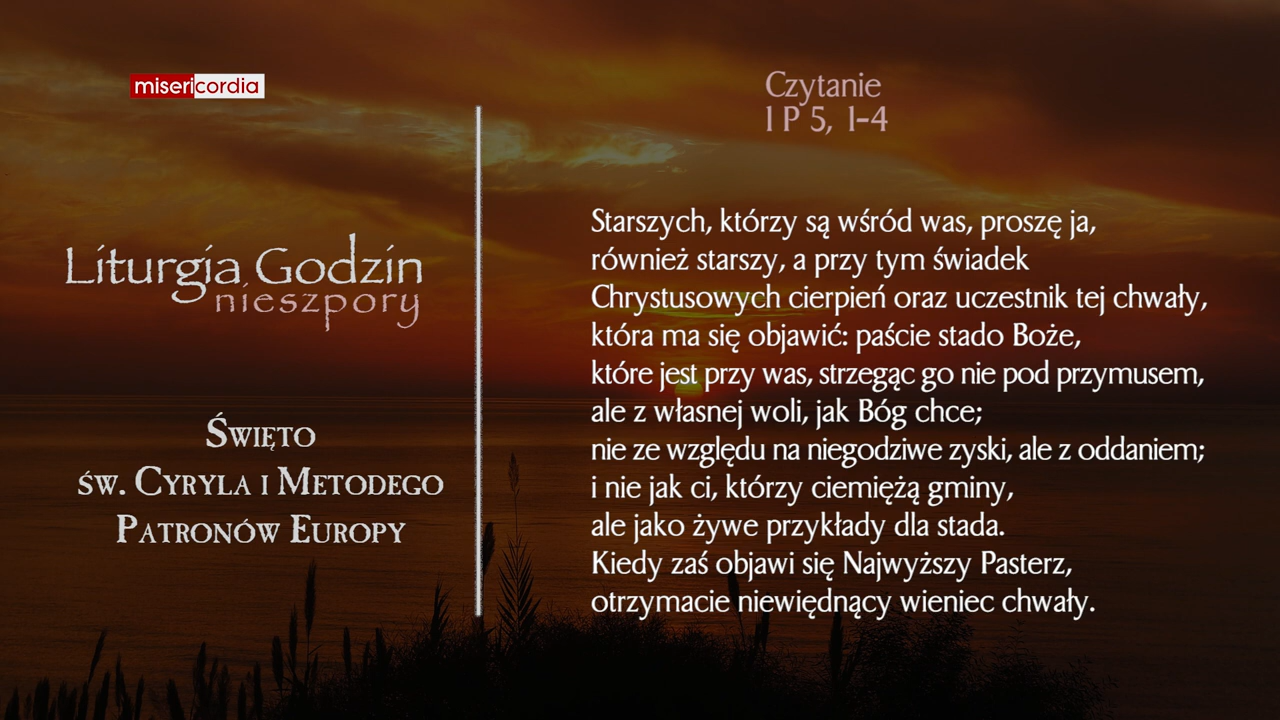 misericordia
Liturgia Godzin
nieszpory
Święto
św. Cyryla i Metodego
Patronów Europy
Czytanie
1 P 5, 1-4
Starszych, którzy są wśród was, proszę ja,
również starszy, a przy tym świadek
Chrystusowych cierpień oraz uczestnik tej chwały,
która ma się objawić: paście stado Boże,
które jest przy was, strzegąc go nie pod przymusem,
ale z własnej woli, jak Bóg chce;
nie ze względu na niegodziwe zyski, ale z oddaniem;
i nie jak ci, którzy ciemiężą gminy,
ale jako żywe przykłady dla stada.
Kiedy zaś objawi się Najwyższy Pasterz,
otrzymacie niewiędnący wieniec chwały.